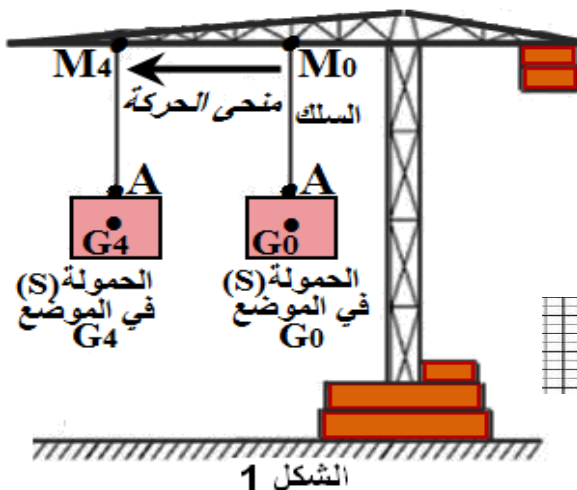 M4 M0
منحى الحركة السلك
A A
G4 G0
الحمولة (S)
في الموضع
G4
الحمولة (S)
في الموضع
G0
الشكل 1